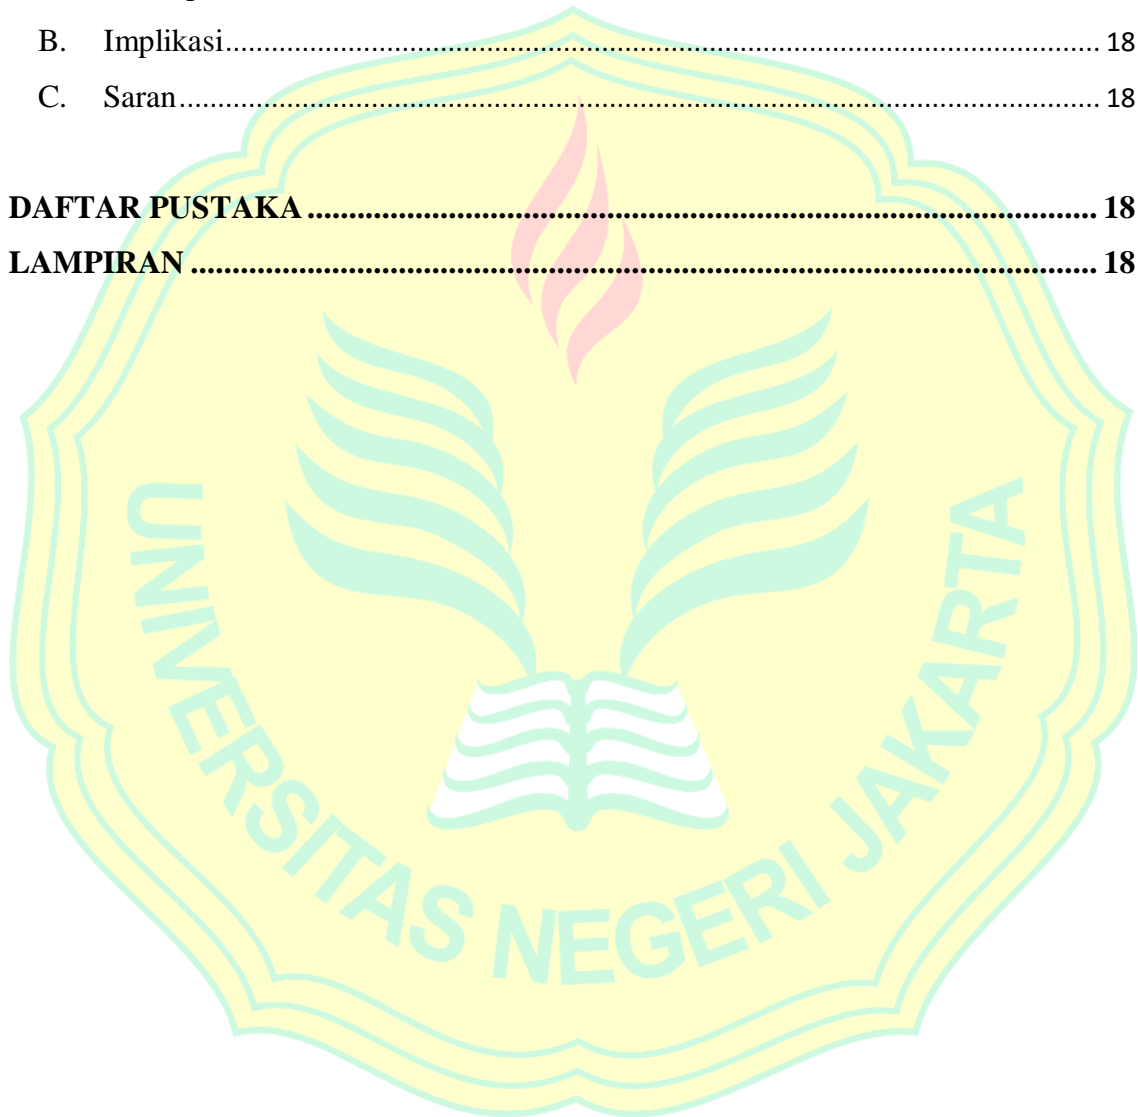 B. Implikasi.......................................................................................................... 18
C. Saran................................................................................................................ 18
DAFTAR PUSTAKA ................................................................................................ 18
LAMPIRAN .............................................................................................................. 18
UNIVERSITAS NEGERI JAKARTA